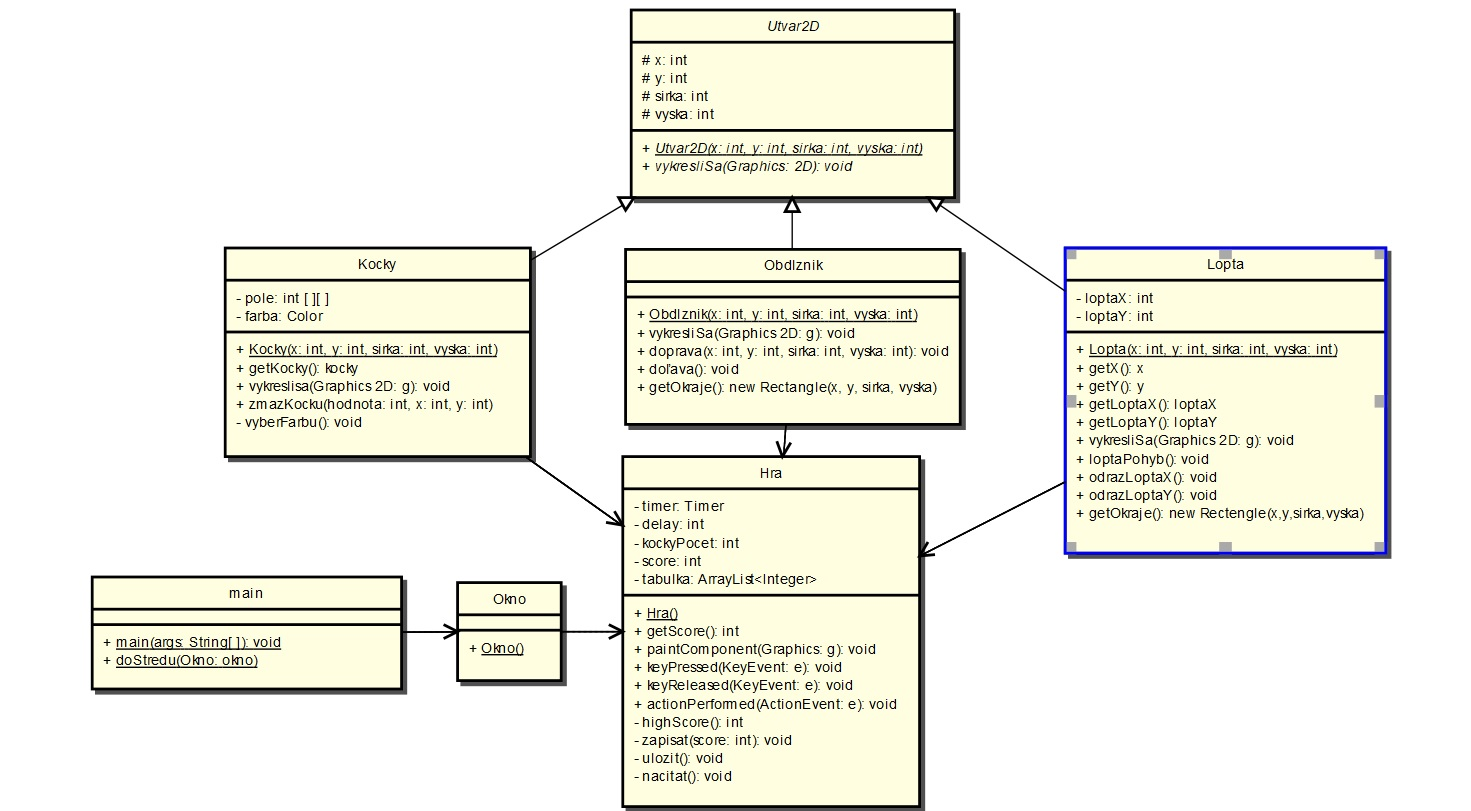 Utvar2D
# x: int
# y: int
# sirka: int
# vyska: int
+ Utvar2D(x: int, y: int, sirka: int, vyska: int)
+ vykresliSa(Graphics: 2D): void
Kocky
- pole: int [ ][ ]
- farba: Color
+ Kocky(x: int, y: int, sirka: int, vyska: int)
+ getKocky(): kocky
+ vykreslisa(Graphics 2D: g): void
+ zmazKocku(hodnota: int, x: int, y: int)
- vyberFarbu(): void
Obdlznik
+ Obdlznik(x: int, y: int, sirka: int, vyska: int)
+ vykresliSa(Graphics 2D: g): void
+ doprava(x: int, y: int, sirka: int, vyska: int): void
+ doľava(): void
+ getOkraje(): new Rectangle(x, y, sirka, vyska)
Lopta
- loptaX: int
- loptaY: int
+ Lopta(x: int, y: int, sirka: int, vyska: int)
+ getX(): x
+ getY(): y
+ getLoptaX(): loptaX
+ getLoptaY(): loptaY
+ vykresliSa(Graphics 2D: g): void
+ loptaPohyb(): void
+ odrazLoptaX(): void
+ odrazLoptaY(): void
+ getOkraje(): new Rectengle(x,y,sirka,vyska)
Hra
- timer: Timer
- delay: int
- kockyPocet: int
- score: int
- tabulka: ArrayList<Integer>
+ Hra()
+ getScore(): int
+ paintComponent(Graphics: g): void
+ keyPressed(KeyEvent: e): void
+ keyReleased(KeyEvent: e): void
+ actionPerformed(ActionEvent: e): void
- highScore(): int
- zapisat(score: int): void
- ulozit(): void
- nacitat(): void
main
+ main(args: String[ ]): void
+ doStredu(Okno: okno)
Okno
+ Okno()